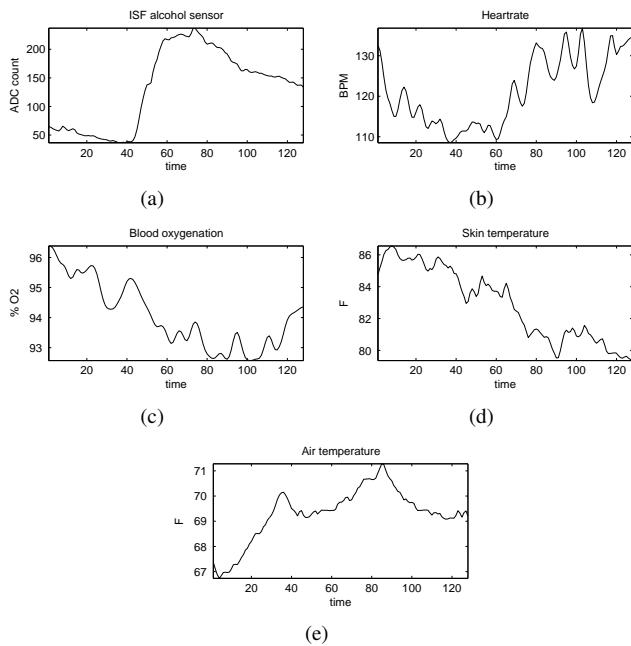 ISF alcohol sensor
200
150
100
50
ADC count
20 40 60 80 100 120
time
(a)
Heartrate
130
120
110
BPM
20 40 60 80 100 120
time
(b)
Blood oxygenation
96
95
94
93
% O2
20 40 60 80 100 120
time
(c)
Skin temperature
86
84
82
80
F
20 40 60 80 100 120
time
(d)
Air temperature
71
70
69
68
67
F
20 40 60 80 100 120
time
(e)